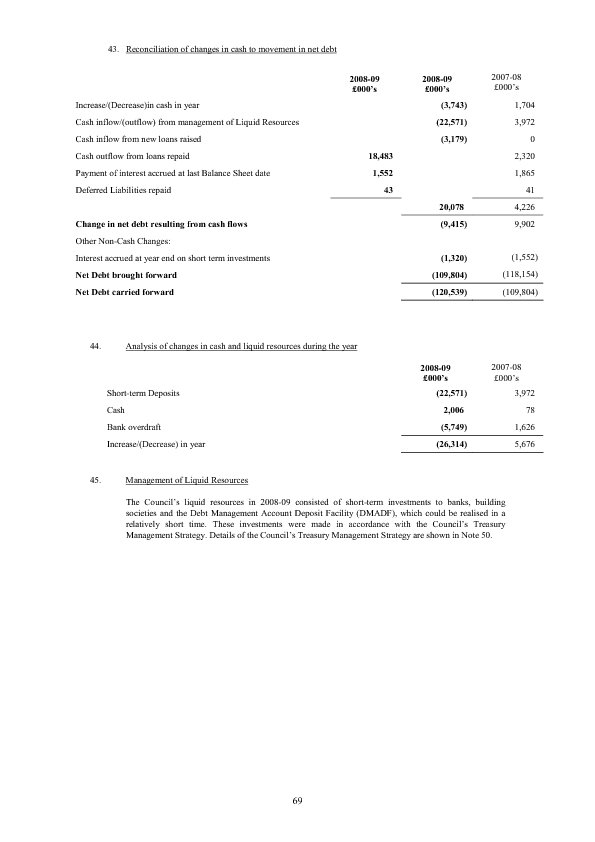 43. Reconciliation of changes in cash to movement in net debt
2008-09 2008-09 2007-08
£000’s £000’s £000’s
Increase/(Decrease)in cash in year (3,743) 1,704
Cash inflow/(outflow) from management of Liquid Resources (22,571) 3,972
Cash inflow from new loans raised (3,179) 0
Cash outflow from loans repaid 18,483 2,320
Payment of interest accrued at last Balance Sheet date 1,552 1,865
Deferred Liabilities repaid 43 41
20,078 4,226
Change in net debt resulting from cash flows (9,415) 9,902
Other Non-Cash Changes:
Interest accrued at year end on short term investments (1,320) (1,552)
Net Debt brought forward (109,804) (118,154)
Net Debt carried forward (120,539) (109,804)
44. Analysis of changes in cash and liquid resources during the year
2008-09 2007-08
£000’s £000’s
Short-term Deposits (22,571) 3,972
Cash 2,006 78
Bank overdraft (5,749) 1,626
Increase/(Decrease) in year (26,314) 5,676
45. Management of Liquid Resources
The Council’s liquid resources in 2008-09 consisted of short-term investments to banks, building
societies and the Debt Management Account Deposit Facility (DMADF), which could be realised in a
relatively short time. These investments were made in accordance with the Council’s Treasury
Management Strategy. Details of the Council’s Treasury Management Strategy are shown in Note 50.
69